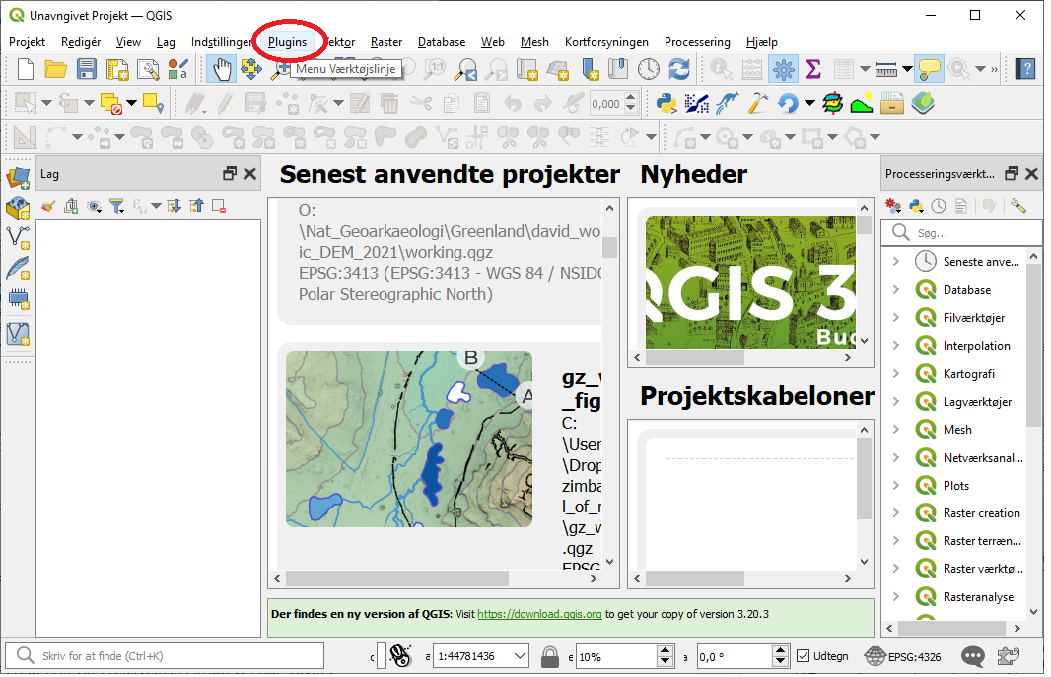 Unavngivet Projekt — QGIS
Projekt Redigér View Lag Indstillinger Plugins Vektor Raster Database Web Mesh Kortforsyningen Processering Hjælp
Menu Værktøjslinje
0,000
Lag
Senest anvendte projekter
O:
\Nat_Geoarkaeologi\Greenland\david_wo
ic_DEM_2021\working.qgz
EPSG:3413 (EPSG:3413 - WGS 84 / NSIDC
Polar Stereographic North)
B
A
gz_
_fig
C:
\User
\Drop
zimba
l_of_r
\gz_w
.qgz
EPSG
Nyheder
QGIS 3
Bud
Projektskabeloner
Der findes en ny version af QGIS: Visit https://download.qgis.org to get your copy of version 3.20.3
Processeringsværkt...
Søg...
Seneste anve...
Database
Filværktøjer
Interpolation
Kartografi
Lagværktøjer
Mesh
Netværksanal...
Plots
Raster creation
Raster terræn...
Raster værktø...
Rasteranalyse
Skriv for at finde (Ctrl+K)
1:44781436
10%
0,0 °
Udtegn
EPSG:4326